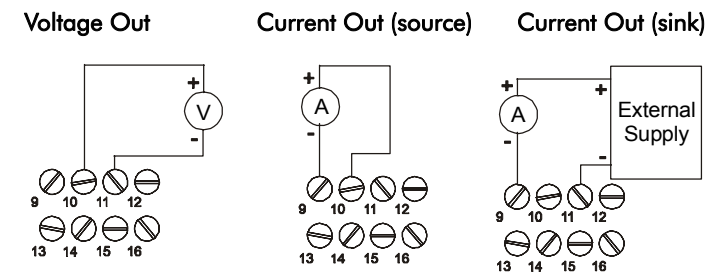 Voltage Out
+
V
-
9 10 11 12
13 14 15 16
Current Out (source)
+
A
-
9 10 11 12
13 14 15 16
Current Out (sink)
+
A
-
+
External
Supply
-
9 10 11 12
13 14 15 16